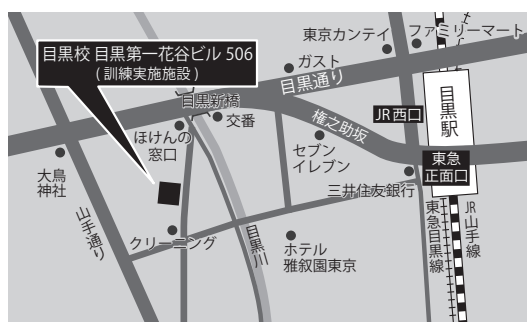 目黒校 目黒第一花谷ビル 506
( 訓練実施施設 )
東京カンテイ
ファミリーマート
ガスト
目黒通り
目黒新橋
交番
権之助坂
JR 西口
目黒駅
ほけんの
窓口
セブン
イレブン
東急
正面口
大鳥
神社
三井住友銀行
山手通り
クリーニング
目黒川
ホテル
雅叙園東京
東急目黒線
JR 山手線